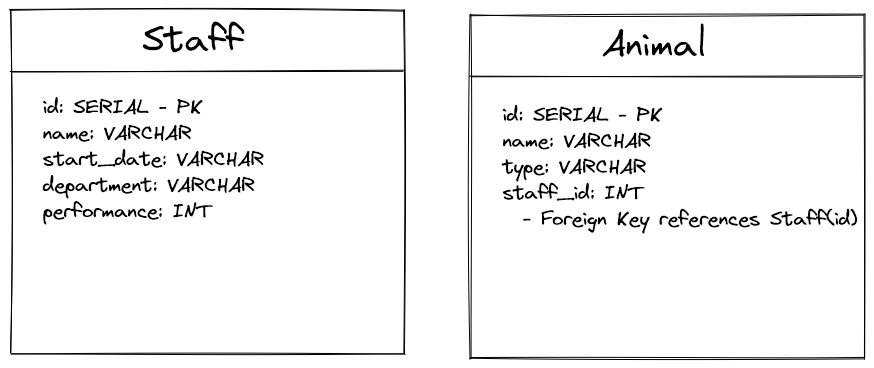 Staff
id: SERIAL - PK
name: VARCHAR
start_date: VARCHAR
department: VARCHAR
performance: INT
Animal
id: SERIAL - PK
name: VARCHAR
type: VARCHAR
staff_id: INT
- Foreign Key references Staff(id)